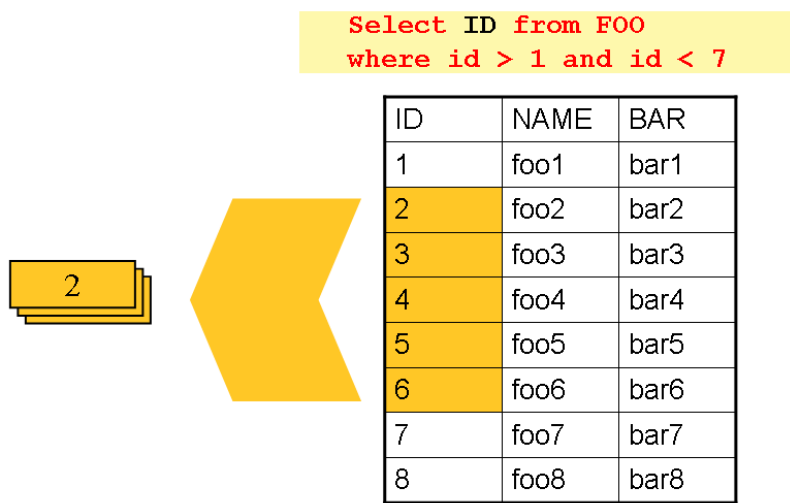 Select ID from FOO
where id > 1 and id < 7
ID NAME BAR
1 foo1 bar1
2 foo2 bar2
3 foo3 bar3
4 foo4 bar4
5 foo5 bar5
6 foo6 bar6
7 foo7 bar7
8 foo8 bar8
2